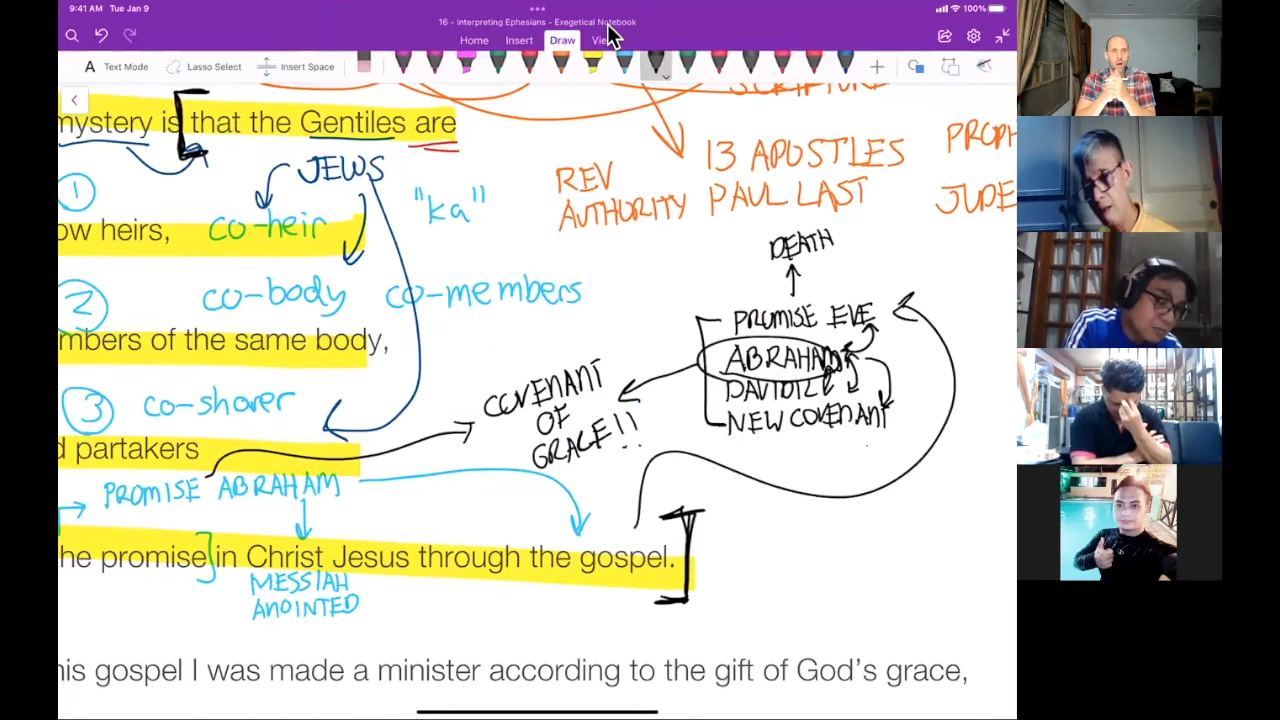 9:41 AM Tue Jan 9
100%
16 - Interpreting Ephesians - Exegetical Notebook
Home Insert Draw
A Text Mode Lasso Select Insert Space
SCRIPTURE
mystery is that the Gentiles are
JEWS
"ka"
REV
AUTHORITY
13 APOSTLES
PAUL LAST
PROPH
JUDE
1
co-heir
ow heirs,
DEATH
2
co-body co-members
PROMISE EVE
mbers of the same body,
ABRAHAM
DAVIDIC
NEW COVENANT
COVENANT
OF
GRACE!!
3
co-sharer
d partakers
PROMISE ABRAHAM
he promise] in Christ Jesus through the gospel.
MESSIAH
ANOINTED
his gospel I was made a minister according to the gift of God's grace,